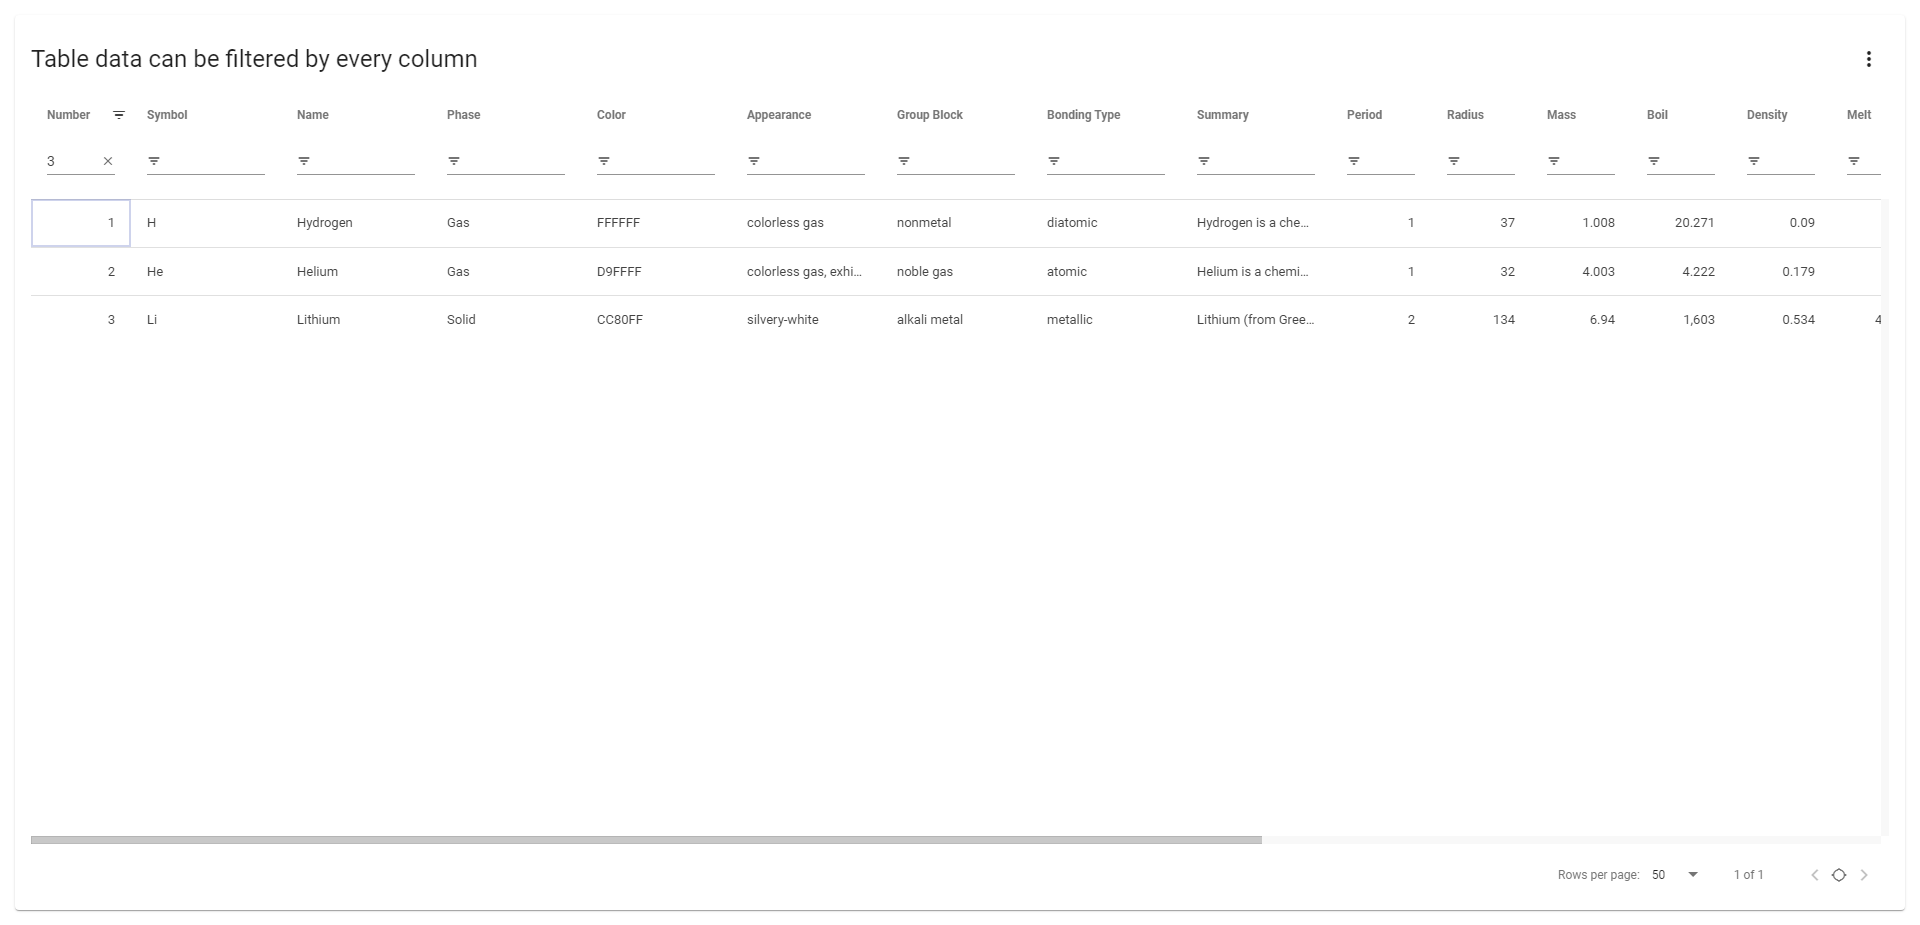 Table data can be filtered by every column
Number Symbol Name Phase Color Appearance Group Block Bonding Type Summary Period Radius Mass Boil Density Melt
3
1 H Hydrogen Gas FFFFFF colorless gas nonmetal diatomic Hydrogen is a che... 1 37 1.008 20.271 0.09
2 He Helium Gas D9FFFF colorless gas, exhi... noble gas atomic Helium is a chemi... 1 32 4.003 4.222 0.179
3 Li Lithium Solid CC80FF silvery-white alkali metal metallic Lithium (from Gree... 2 134 6.94 1,603 0.534 4
Rows per page: 50 1 of 1